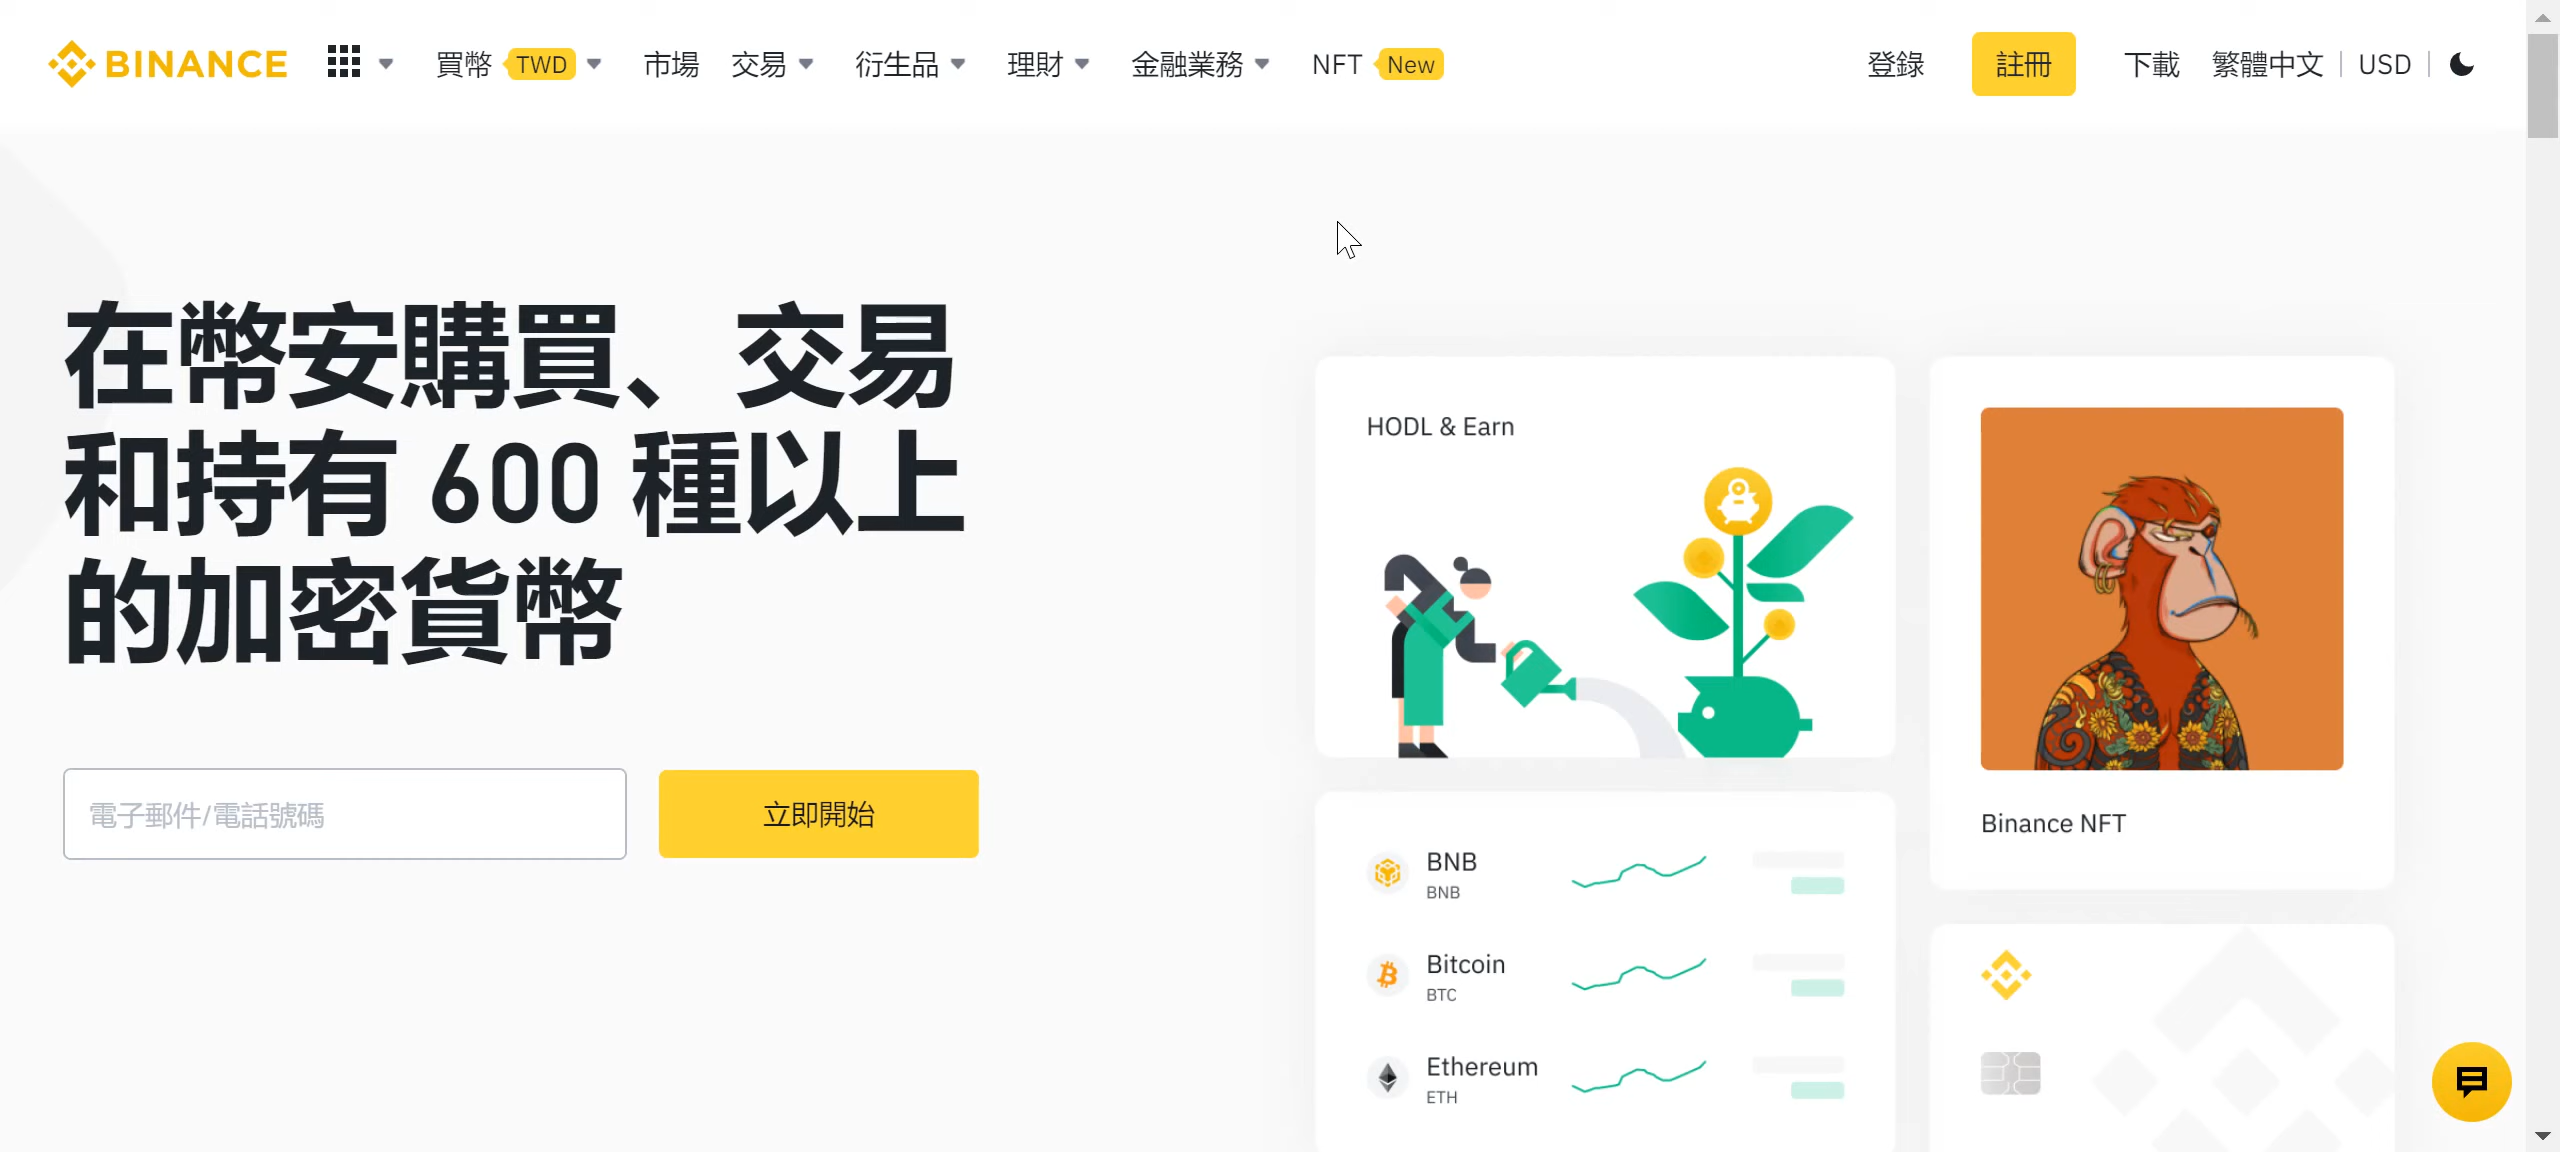 BINANCE 買幣 TWD 市場 交易 衍生品 理財 金融業務 NFT New 登錄 註冊 下載 繁體中文 USD
在幣安購買、交易
和持有 600 種以上
的加密貨幣
電子郵件/電話號碼 立即開始
HODL & Earn
Binance NFT
BNB
BNB
Bitcoin
BTC
Ethereum
ETH